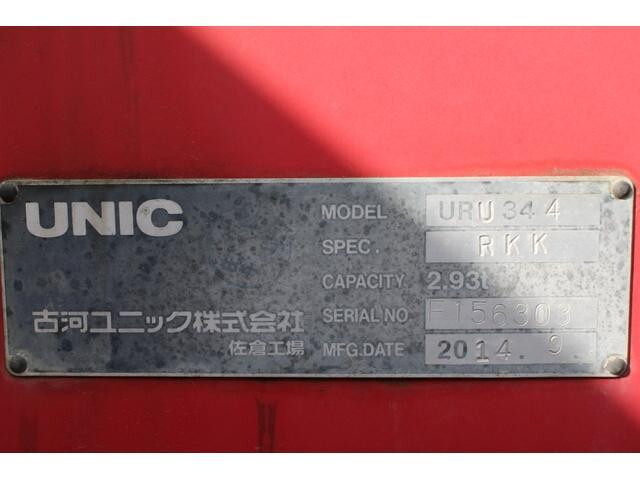 UNIC
MODEL URU344
SPEC. RKK
CAPACITY 2.93t
SERIAL NO E156303
MFG.DATE 2014.9
古河ユニック株式会社
佐倉工場